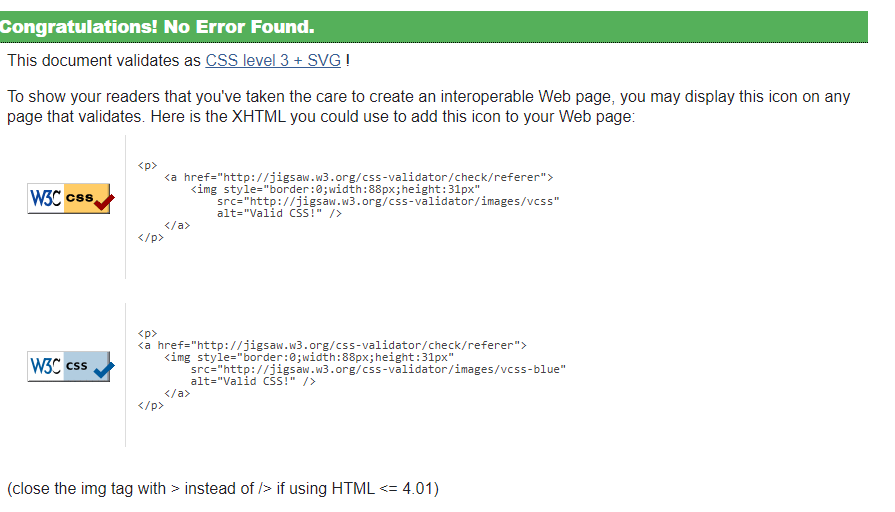 Congratulations! No Error Found.
This document validates as CSS level 3 + SVG !
To show your readers that you've taken the care to create an interoperable Web page, you may display this icon on any
page that validates. Here is the XHTML you could use to add this icon to your Web page:
W3C css
<p>
<a href="http://jigsaw.w3.org/css-validator/check/referer">
<img style="border:0;width:88px;height:31px"
src="http://jigsaw.w3.org/css-validator/images/vcss"
alt="Valid CSS!" />
</a>
</p>
W3C css
<p>
<a href="http://jigsaw.w3.org/css-validator/check/referer">
<img style="border:0;width:88px;height:31px"
src="http://jigsaw.w3.org/css-validator/images/vcss-blue"
alt="Valid CSS!" />
</a>
</p>
(close the img tag with > instead of /> if using HTML <= 4.01)